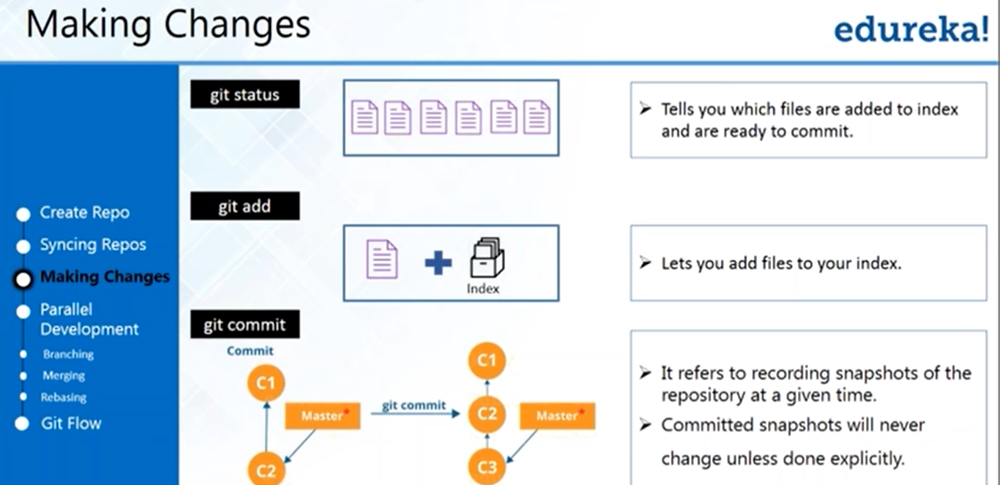 Making Changes
edureka!
Create Repo
Syncing Repos
Making Changes
Parallel
Development
Branching
Merging
Rebasing
Git Flow
git status
Tells you which files are added to index
and are ready to commit.
git add
Index
Lets you add files to your index.
git commit
Commit
C1
Master*
C2
git commit
C1
C2
Master*
C3
It refers to recording snapshots of the
repository at a given time.
Committed snapshots will never
change unless done explicitly.